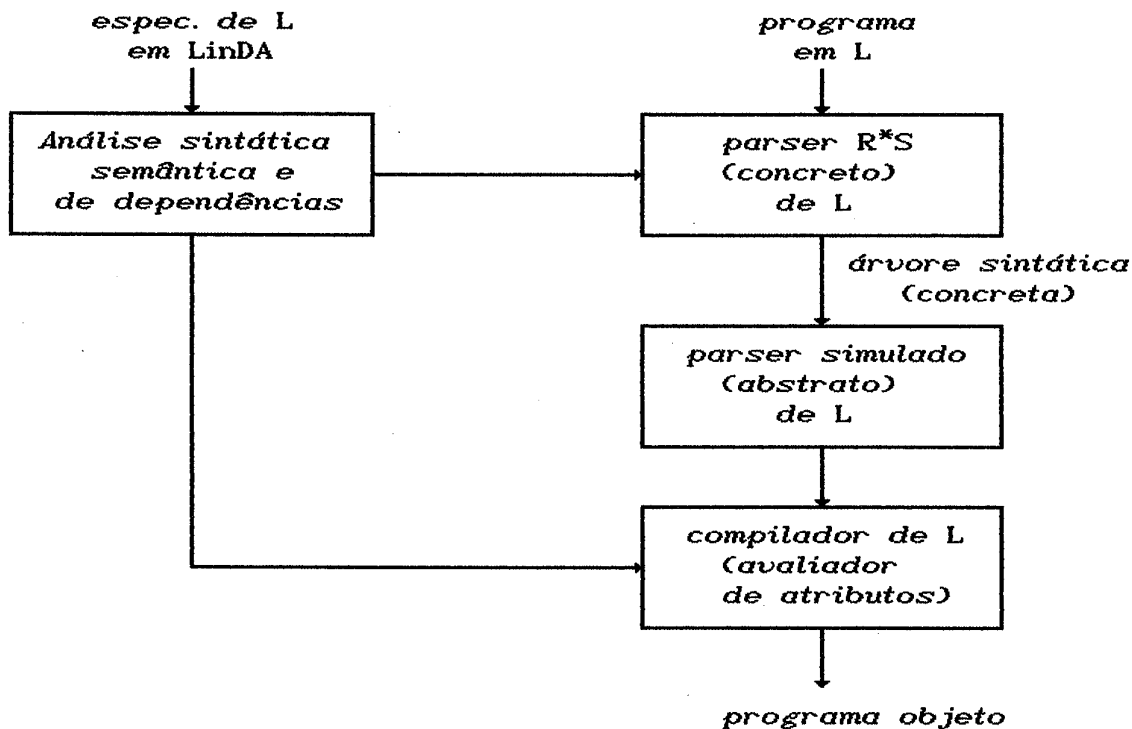 espec. de L
em LinDA
programa
em L
Análise sintática
semântica e
de dependências
parser R*S
(concreto)
de L
árvore sintática
(concreta)
parser simulado
(abstrato)
de L
compilador de L
(avaliador
de atributos)
programa objeto